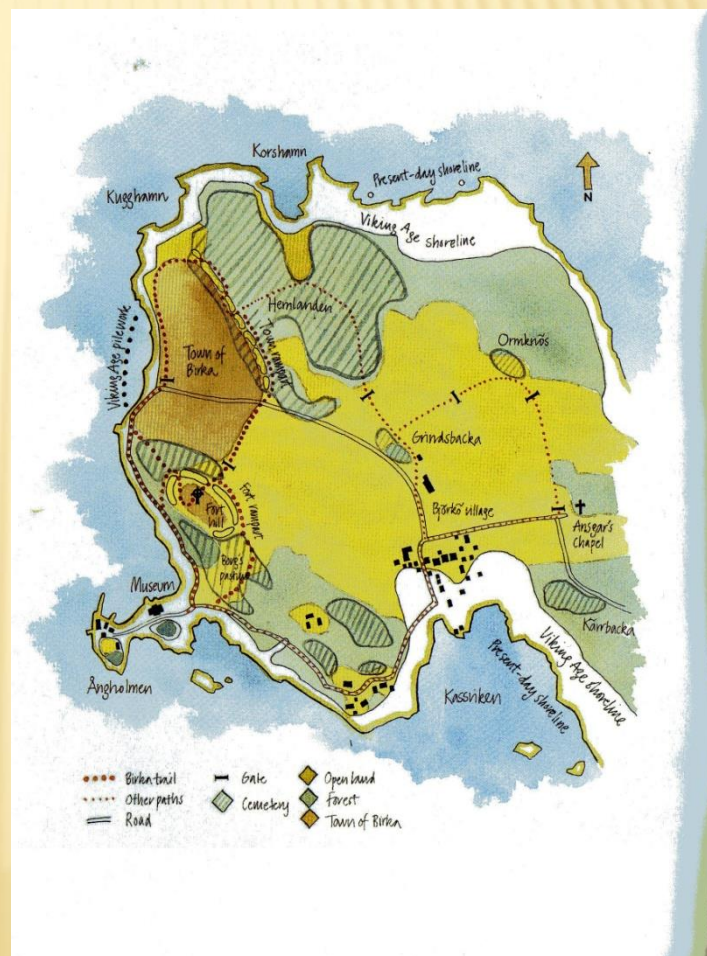 Korshamn
Present-day shoreline
Kugghamn
N
Viking Age
shoreline
Hemlanden
Ormknös
Viking Age pilework
Town of
Birka
Town rampart
Grindsbacka
Fort
hill
Fort rampart
Björkö village
Ansgar's
Chapel
Borg's
pasture
Museum
Kärrbacka
Ångholmen
Kassviken
Present-day
shoreline
Viking Age shoreline
Birka trail
Other paths
Road
Gate
Cemetery
Open land
Forest
Town of Birka